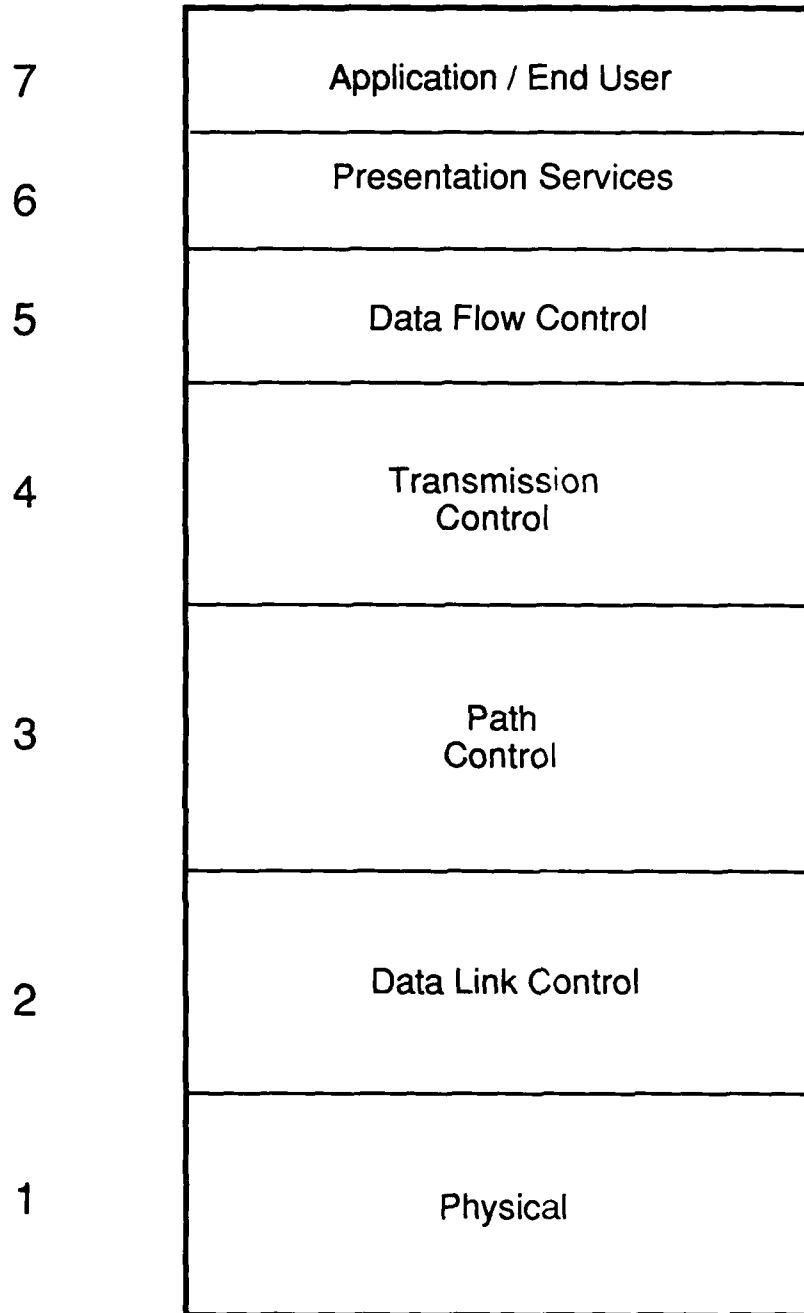 7 Application / End User
6 Presentation Services
5 Data Flow Control
4 Transmission
Control
3 Path
Control
2 Data Link Control
1 Physical